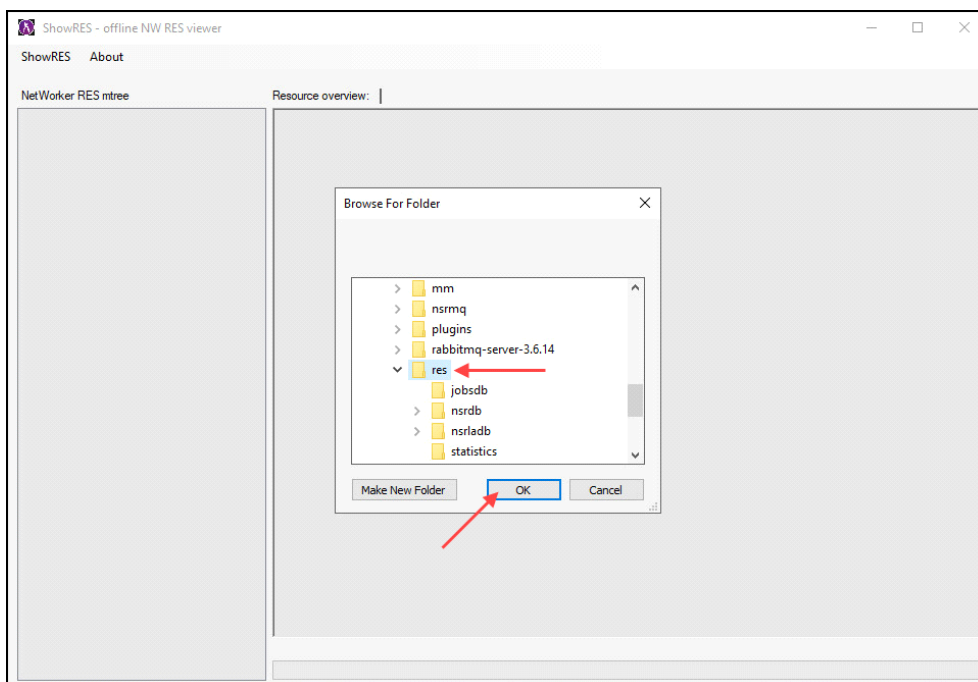 ShowRES - offline NW RES viewer
ShowRES About
NetWorker RES mtree Resource overview:
Browse For Folder
mm
nsrmq
plugins
rabbitmq-server-3.6.14
res
jobsdb
nsrdb
nsrladb
statistics
Make New Folder OK Cancel